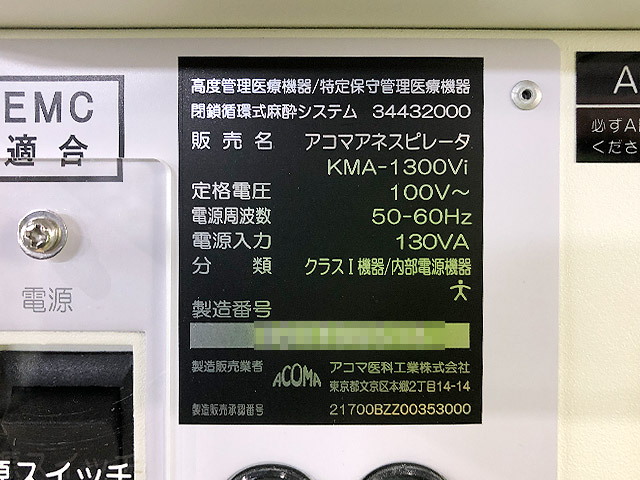 EMC
適合
電源
高度管理医療機器/特定保守管理医療機器
閉鎖循環式麻酔システム 34432000
販売名 アコマアネスピレータ
KMA-1300Vi
定格電圧 100V～
電源周波数 50-60Hz
電源入力 130VA
分類 クラスⅠ機器/内部電源機器
製造番号
製造販売業者 ACOMA アコマ医科工業株式会社
東京都文京区本郷2丁目14-14
製造販売承認番号 21700BZZ00353000
A
必ずA
くださ
源スイッチ